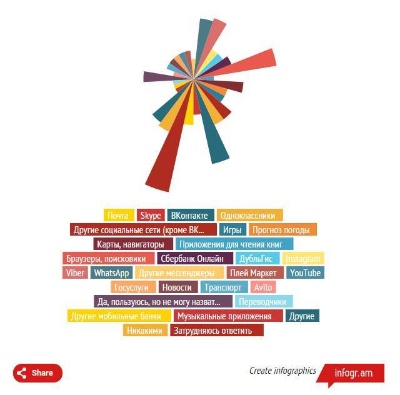 Почта Skype ВКонтакте Одноклассники
Другие социальные сети (кроме ВК... Игры Прогноз погоды
Карты, навигаторы Приложения для чтения книг
Браузеры, поисковики Сбербанк Онлайн ДубльГис Instagram
Viber WhatsApp Другие мессенджеры Плей Маркет YouTube
Госуслуги Новости Транспорт Avito
Да, пользуюсь, но не могу назват... Переводчики
Другие мобильные банки Музыкальные приложения Другие
Никакими Затрудняюсь ответить
Share Create infographics infogr.am